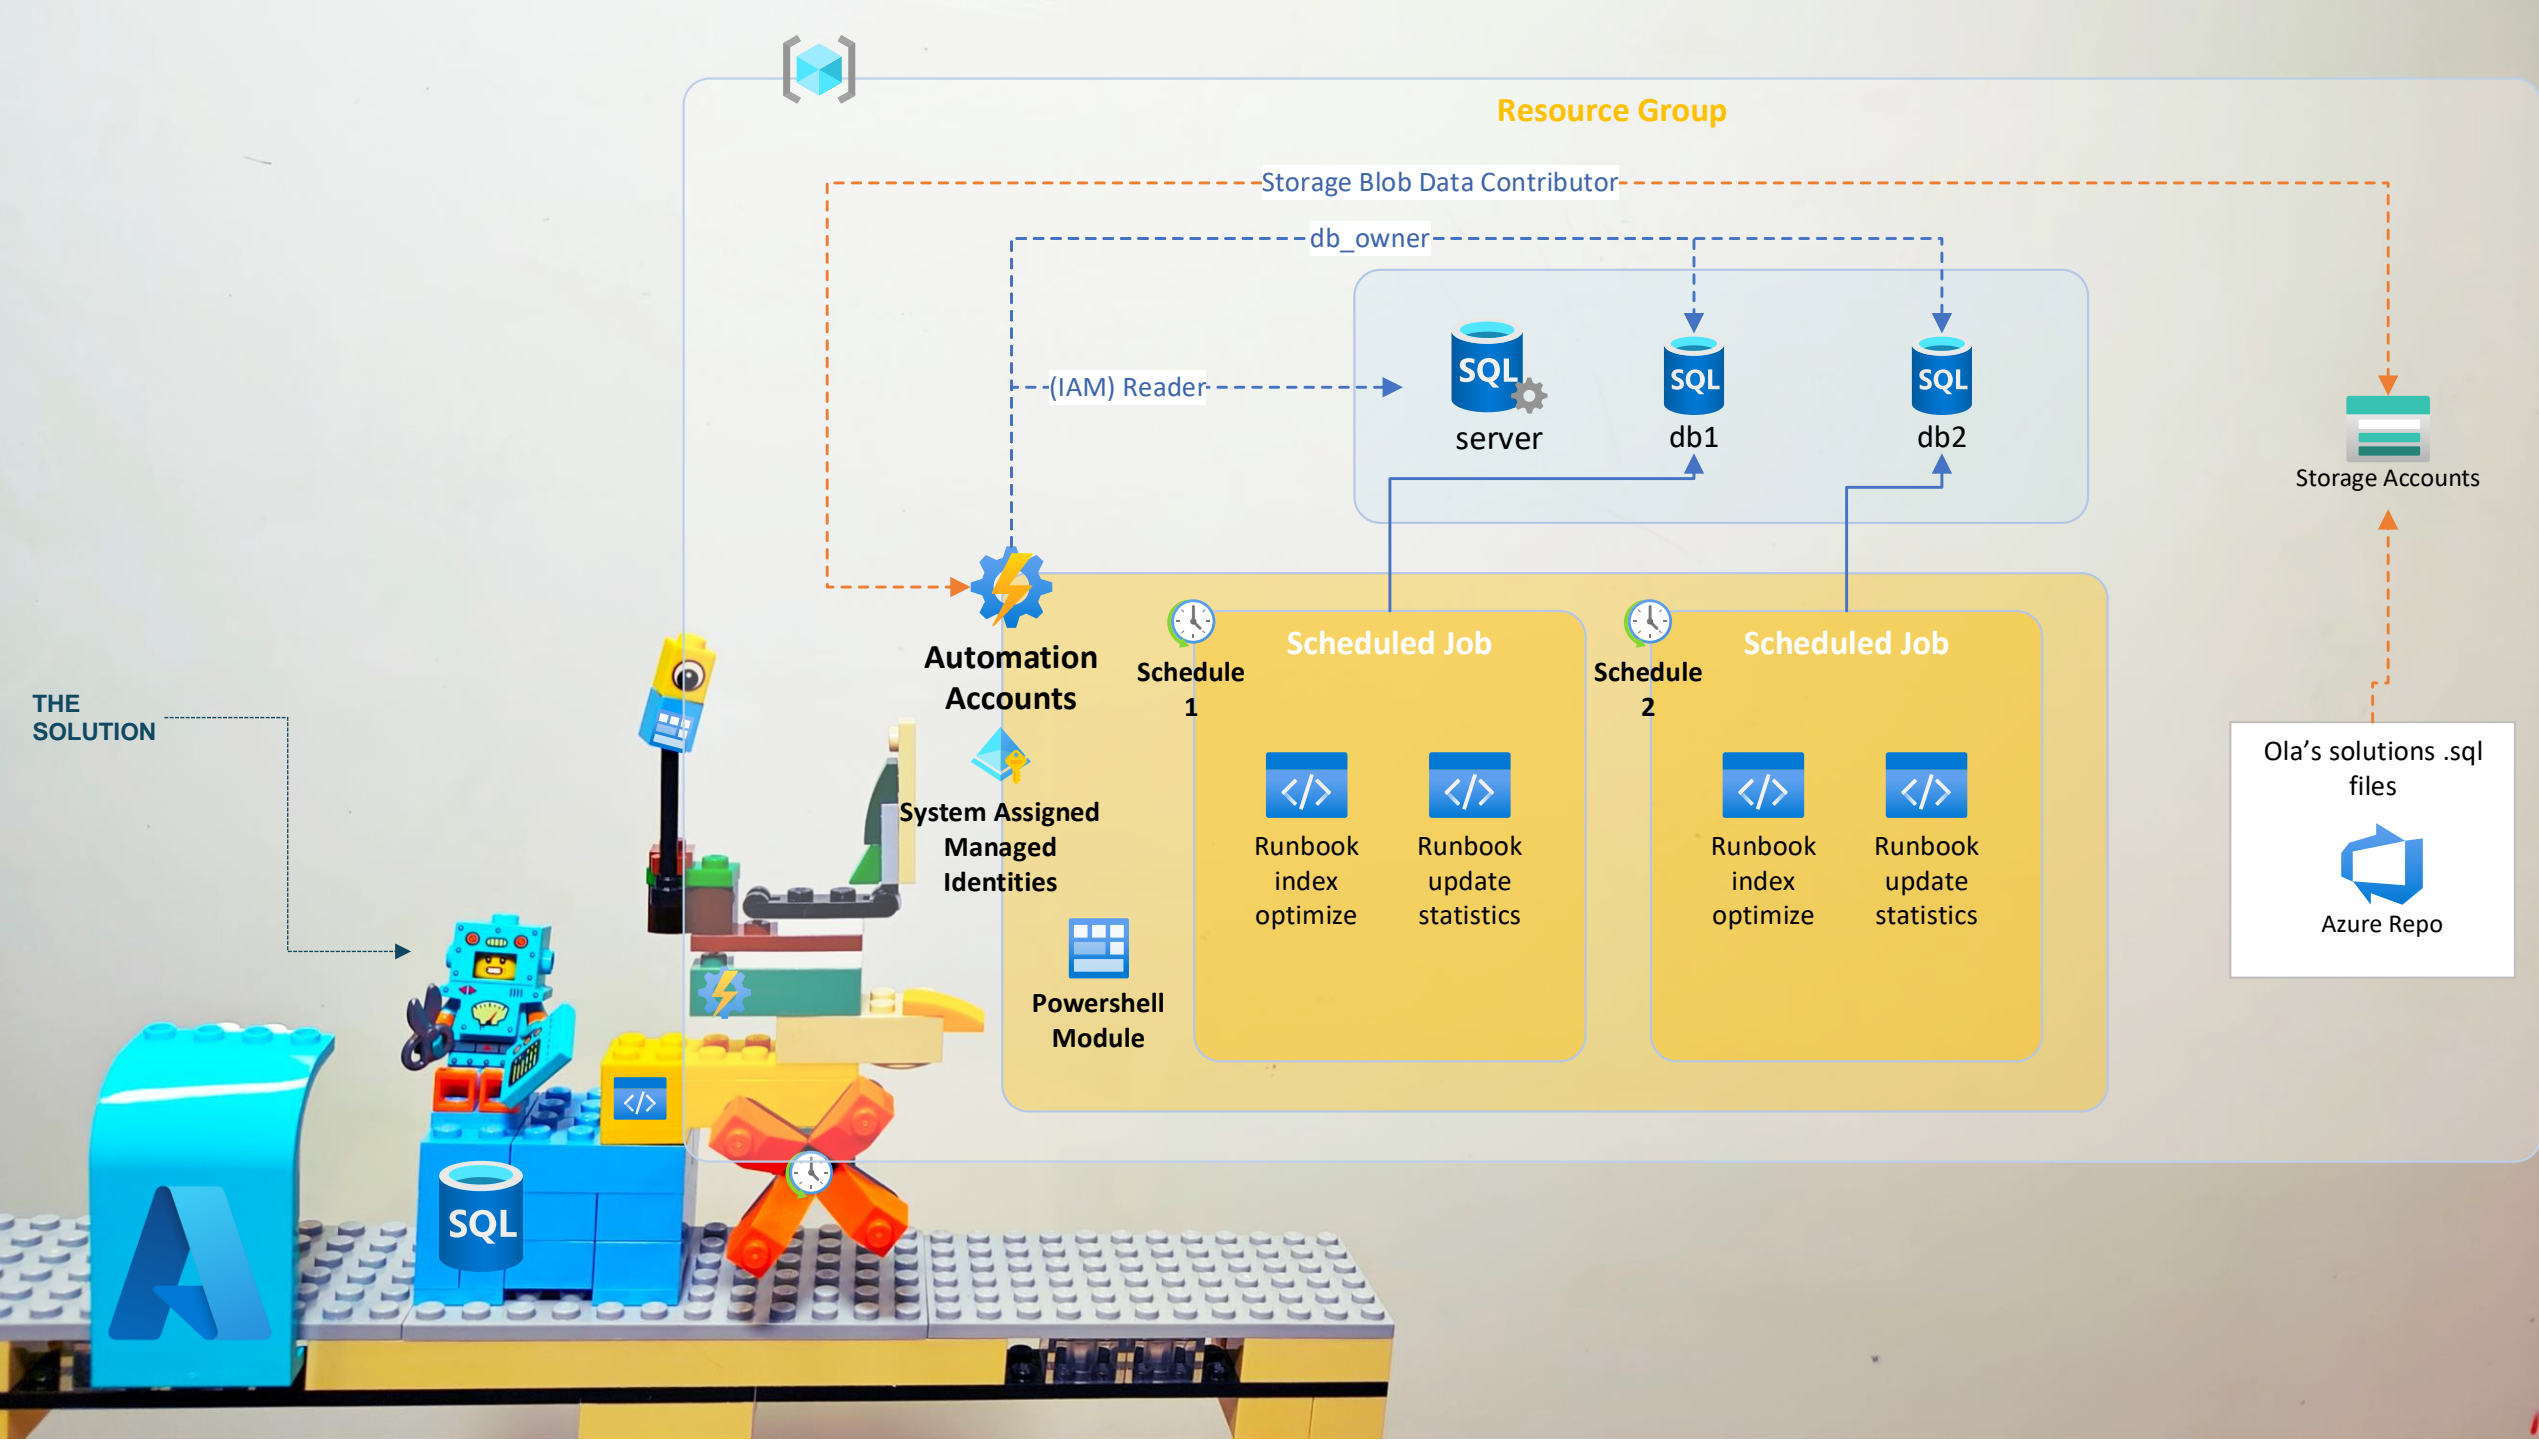 Resource Group
Storage Blob Data Contributor
db_owner
(IAM) Reader
SQL
server
SQL
db1
SQL
db2
Storage Accounts
Automation
Accounts
System Assigned
Managed
Identities
Powershell
Module
Schedule
1
Scheduled Job
</>
Runbook
index
optimize
</>
Runbook
update
statistics
Schedule
2
Scheduled Job
</>
Runbook
index
optimize
</>
Runbook
update
statistics
Ola’s solutions .sql
files
Azure Repo
THE
SOLUTION
</>
SQL